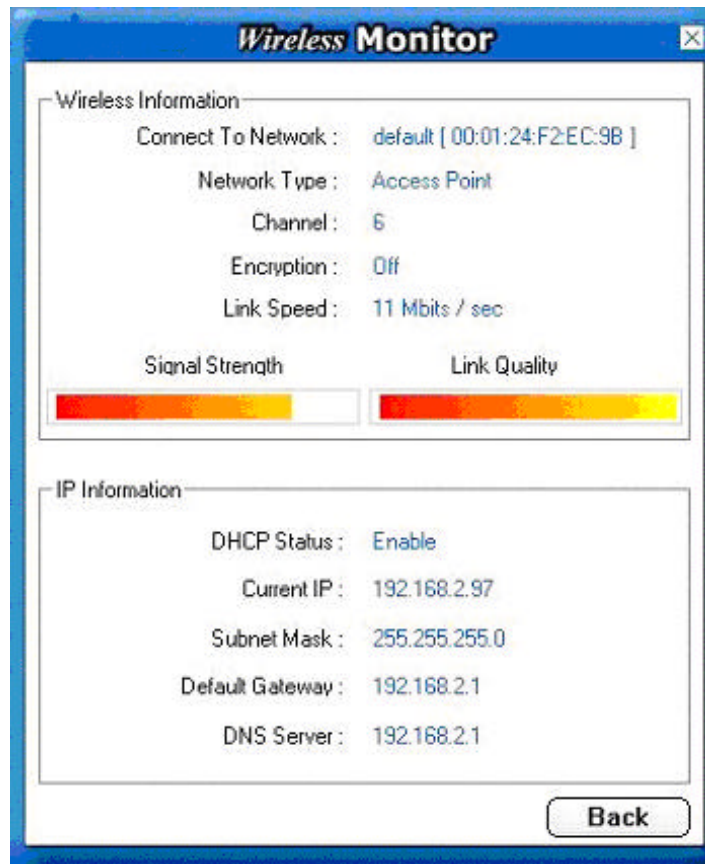 Wireless Monitor
Wireless Information
Connect To Network : default [ 00:01:24:F2:EC:9B ]
Network Type : Access Point
Channel : 6
Encryption : Off
Link Speed : 11 Mbits / sec
Signal Strength Link Quality
IP Information
DHCP Status : Enable
Current IP : 192.168.2.97
Subnet Mask : 255.255.255.0
Default Gateway : 192.168.2.1
DNS Server : 192.168.2.1
Back